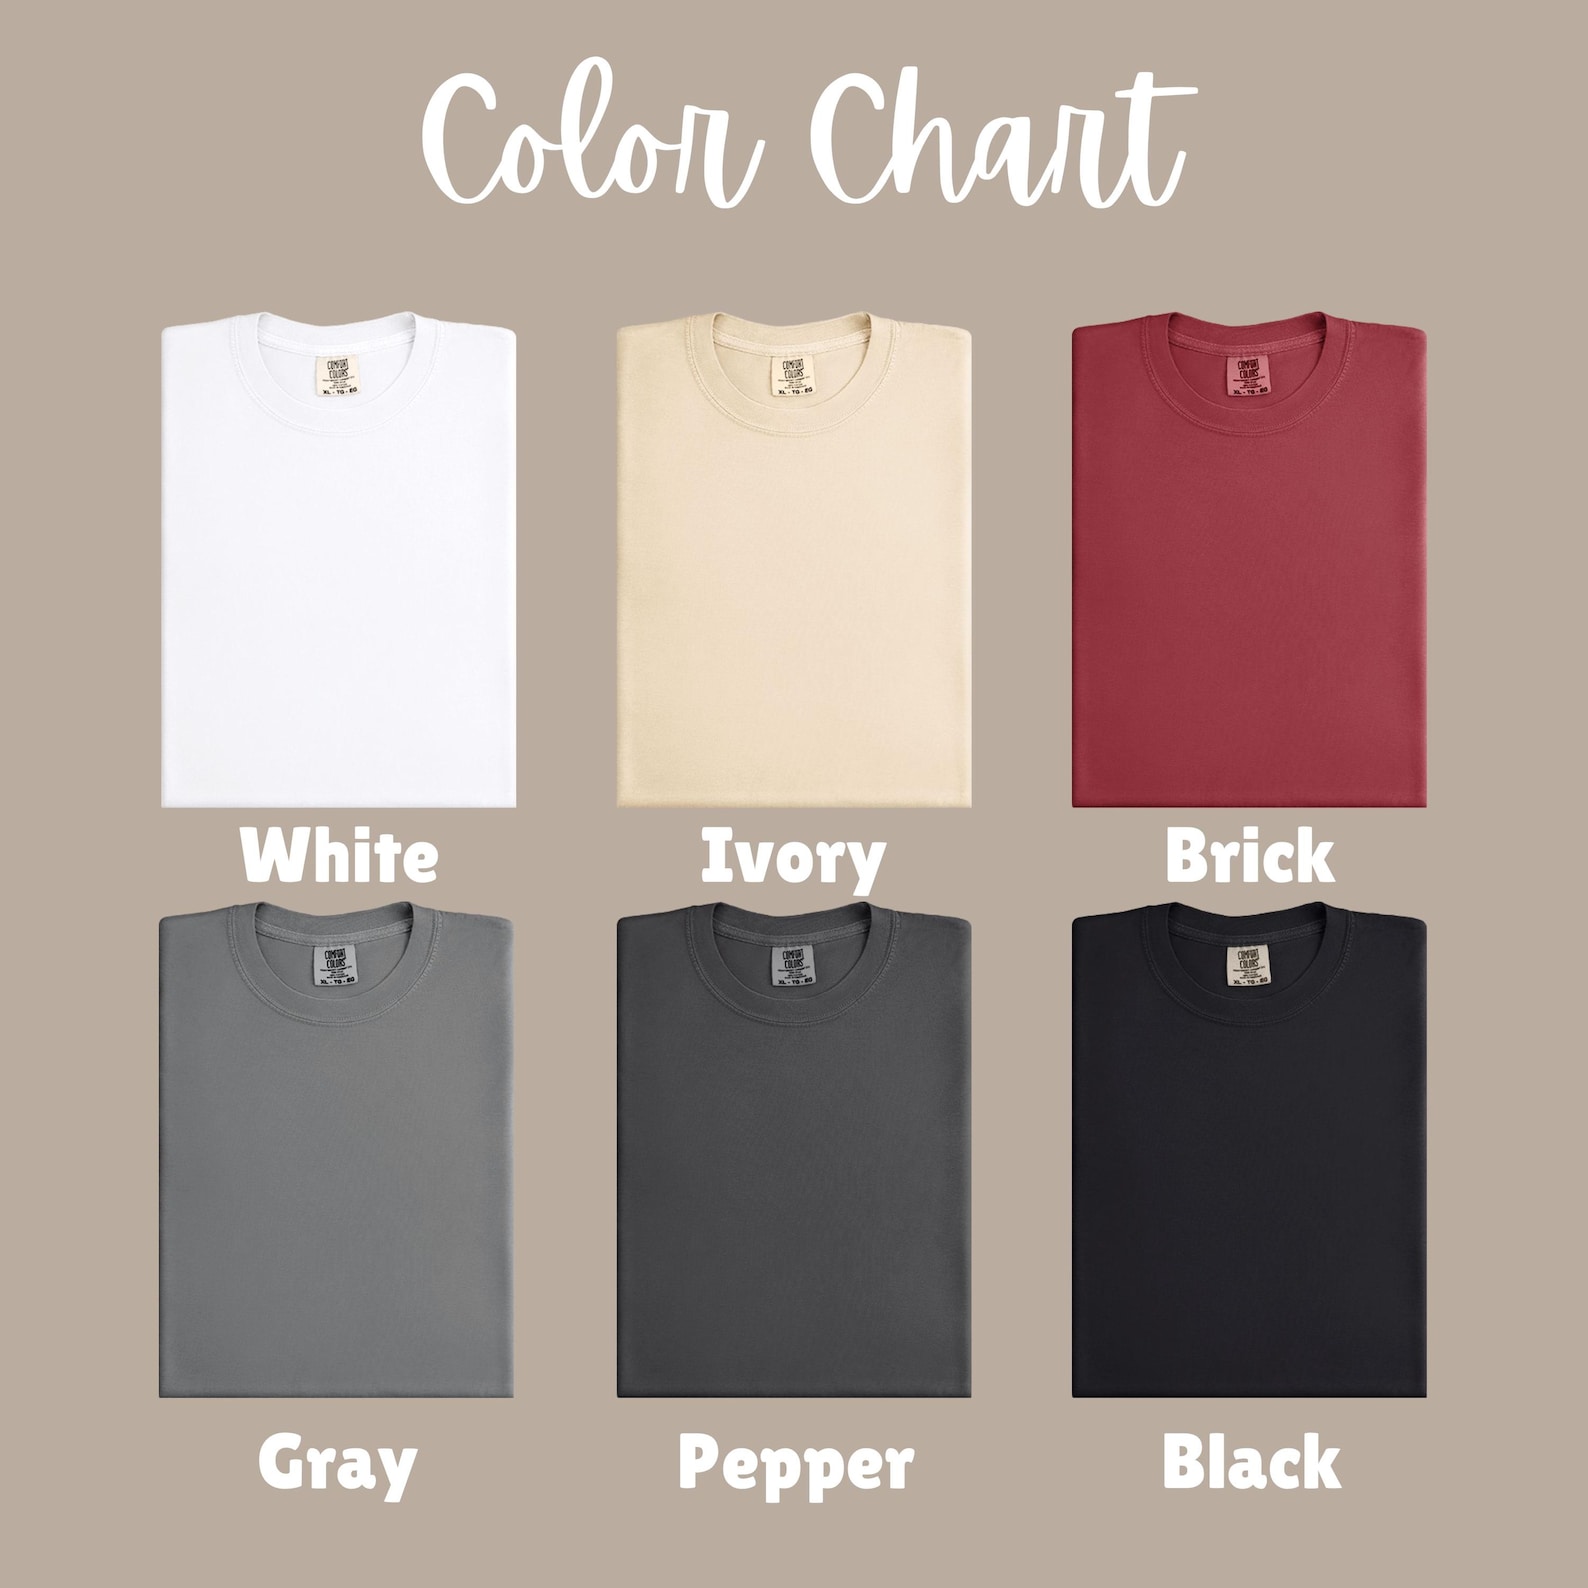 Color Chart
COMFORT
COLORS
XL - TG - EG
COMFORT
COLORS
XL - TG - EG
COMFORT
COLORS
XL - TG - EG
White
Ivory
Brick
COMFORT
COLORS
XL - TG - EG
COMFORT
COLORS
XL - TG - EG
COMFORT
COLORS
XL - TG - EG
Gray
Pepper
Black